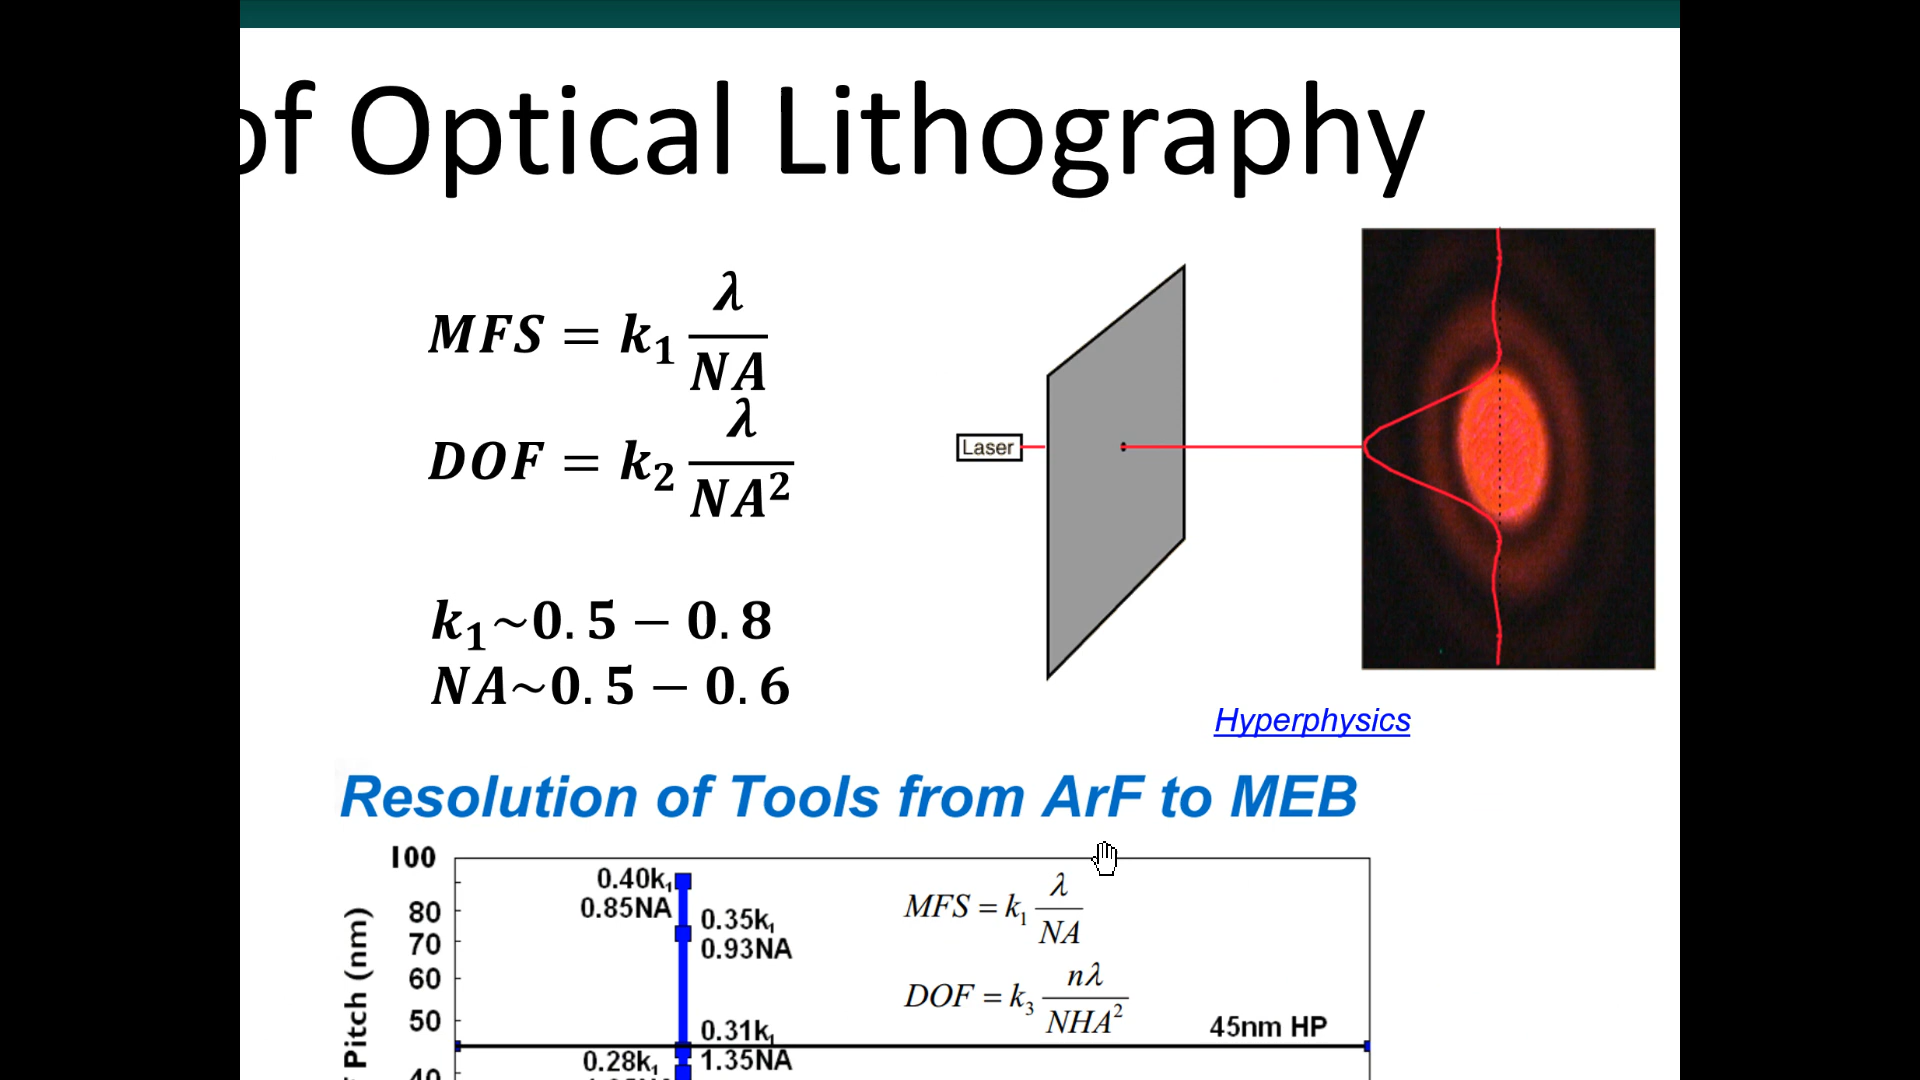 of Optical Lithography
MFS = k₁ λ/NA
DOF = k₂ λ/NA²
k₁~0.5 – 0.8
NA~0.5 – 0.6
Laser
Hyperphysics
Resolution of Tools from ArF to MEB
100
80
70
60
50
40
Pitch (nm)
0.40k₁
0.85NA
0.35k₁
0.93NA
0.31k₁
1.35NA
0.28k₁
MFS = k₁ λ/NA
DOF = k₃ nλ/NHA²
45nm HP